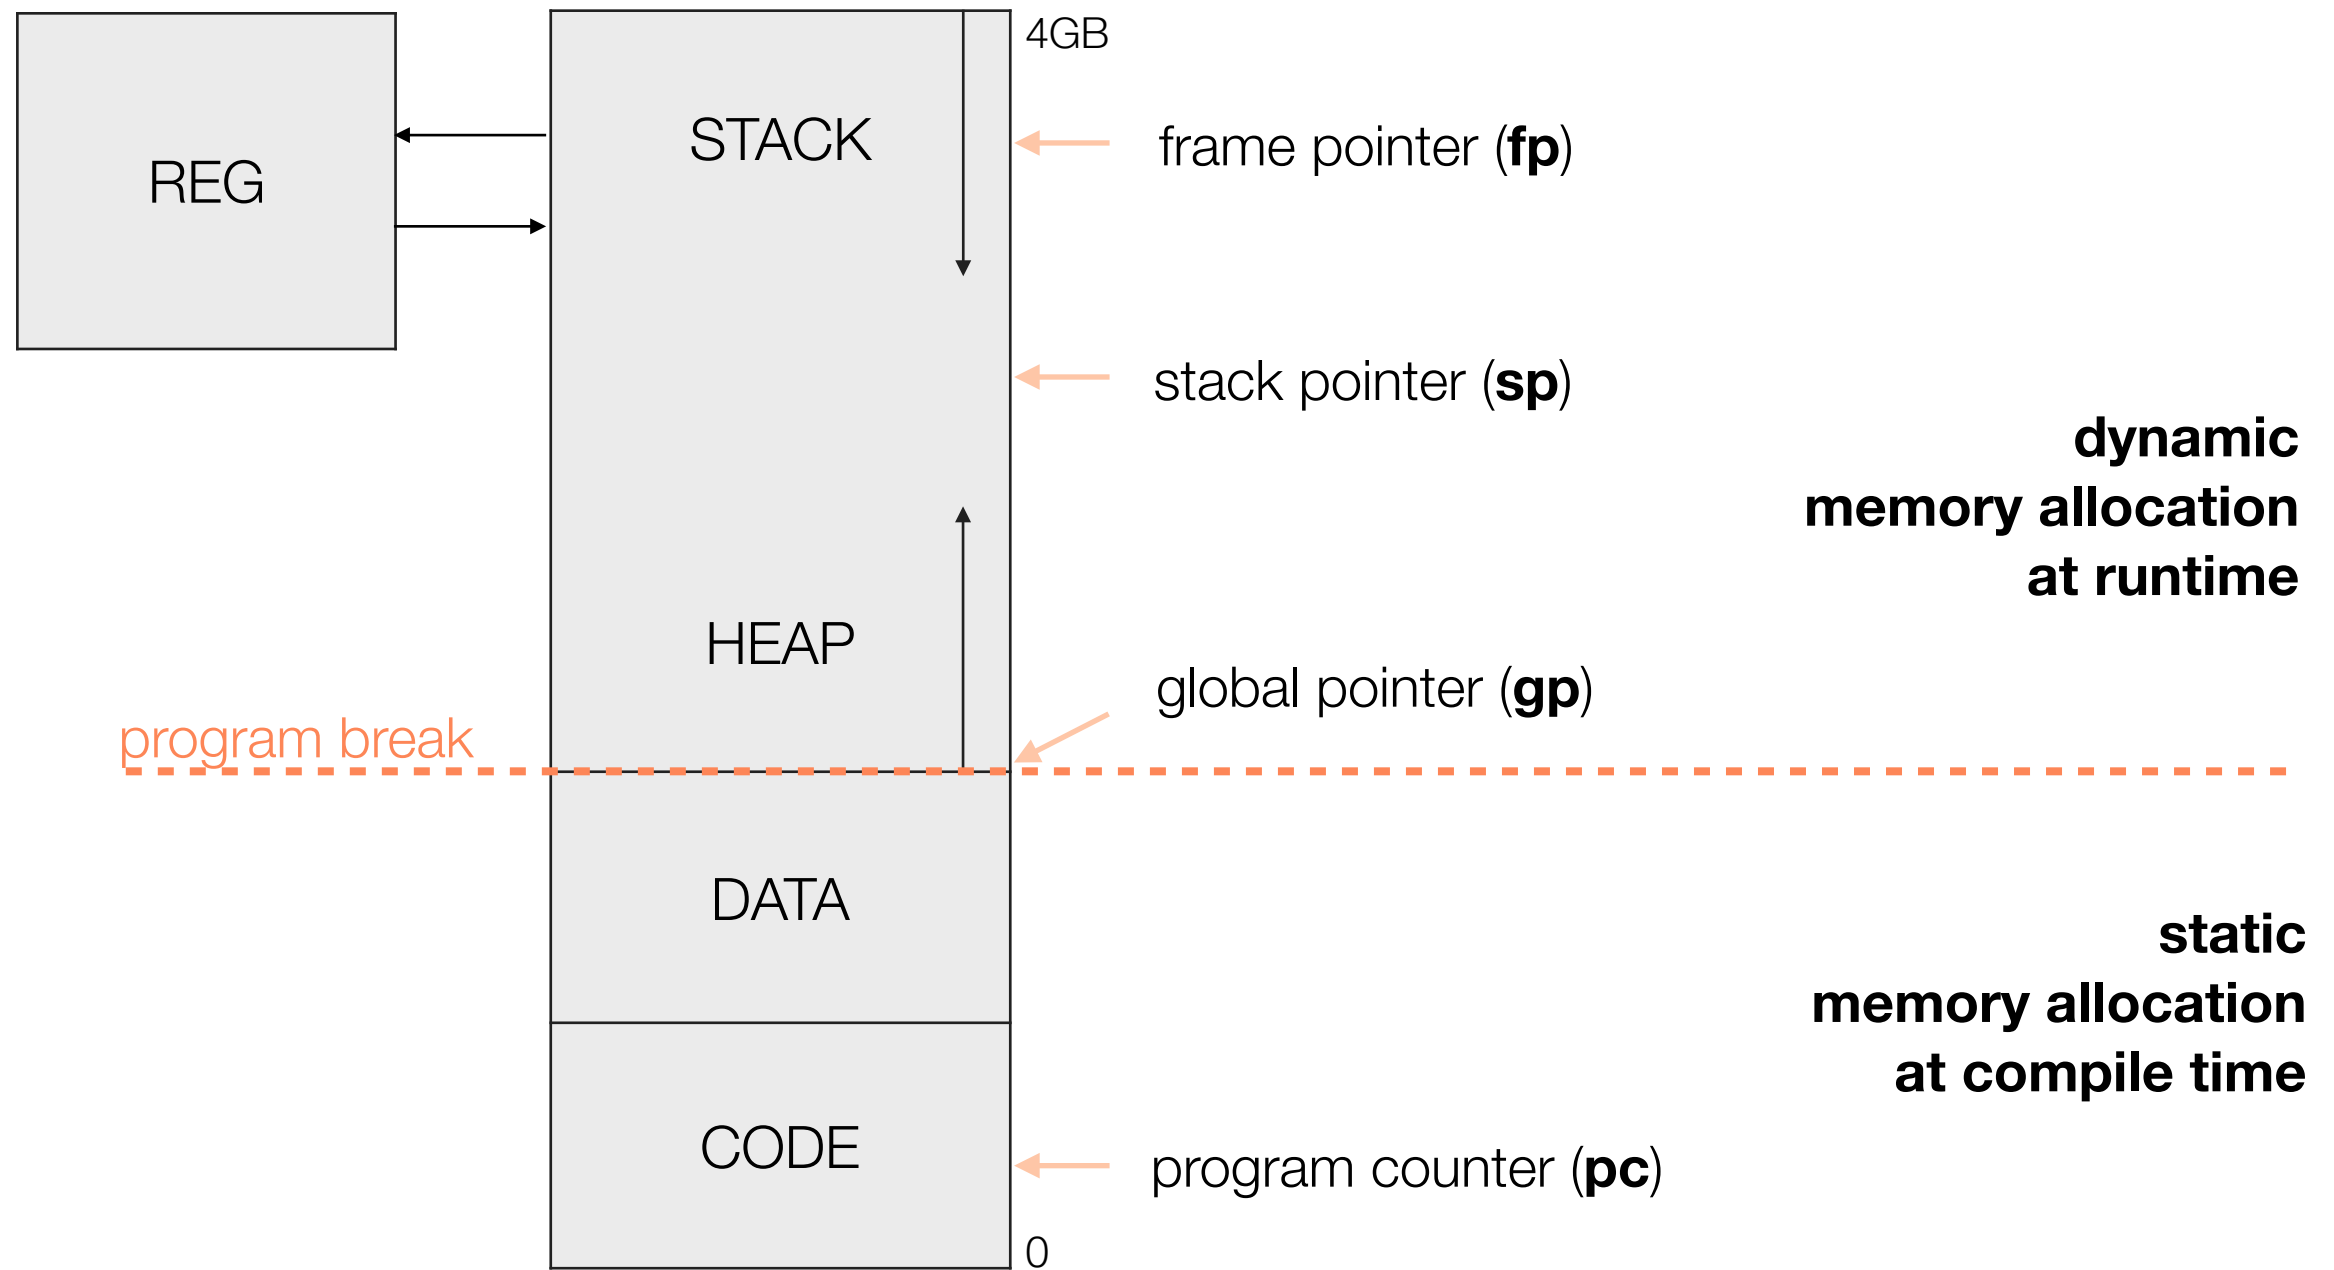 4GB
STACK
frame pointer (fp)
REG
stack pointer (sp)
dynamic
memory allocation
at runtime
HEAP
global pointer (gp)
program break
DATA
static
memory allocation
at compile time
CODE
program counter (pc)
0